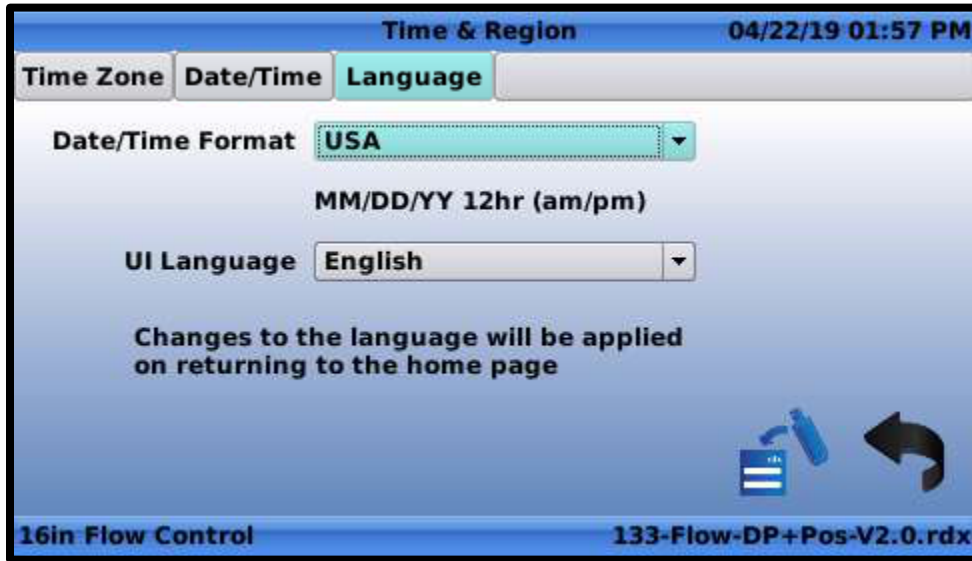 Time & Region 04/22/19 01:57 PM
Time Zone Date/Time Language
Date/Time Format USA
MM/DD/YY 12hr (am/pm)
UI Language English
Changes to the language will be applied
on returning to the home page
16in Flow Control 133-Flow-DP+Pos-V2.0.rdx